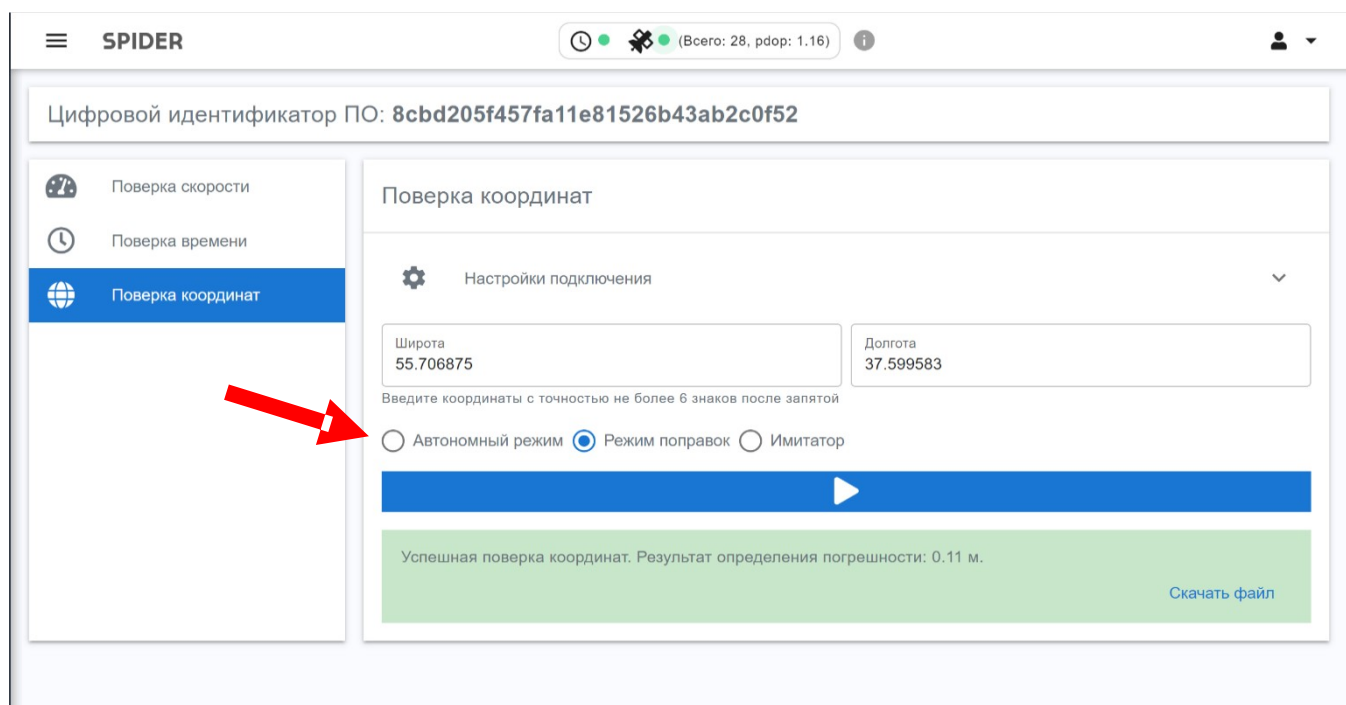 SPIDER
(Всего: 28, pdop: 1.16)
Цифровой идентификатор ПО: 8cbd205f457fa11e81526b43ab2c0f52
Поверка скорости
Поверка времени
Поверка координат
Поверка координат
Настройки подключения
Широта
55.706875
Долгота
37.599583
Введите координаты с точностью не более 6 знаков после запятой
Автономный режим Режим поправок Имитатор
Успешная поверка координат. Результат определения погрешности: 0.11 м.
Скачать файл